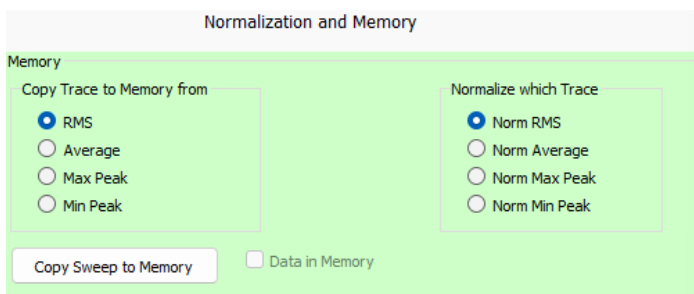 Normalization and Memory
Memory
Copy Trace to Memory from
RMS
Average
Max Peak
Min Peak
Normalize which Trace
Norm RMS
Norm Average
Norm Max Peak
Norm Min Peak
Copy Sweep to Memory
Data in Memory